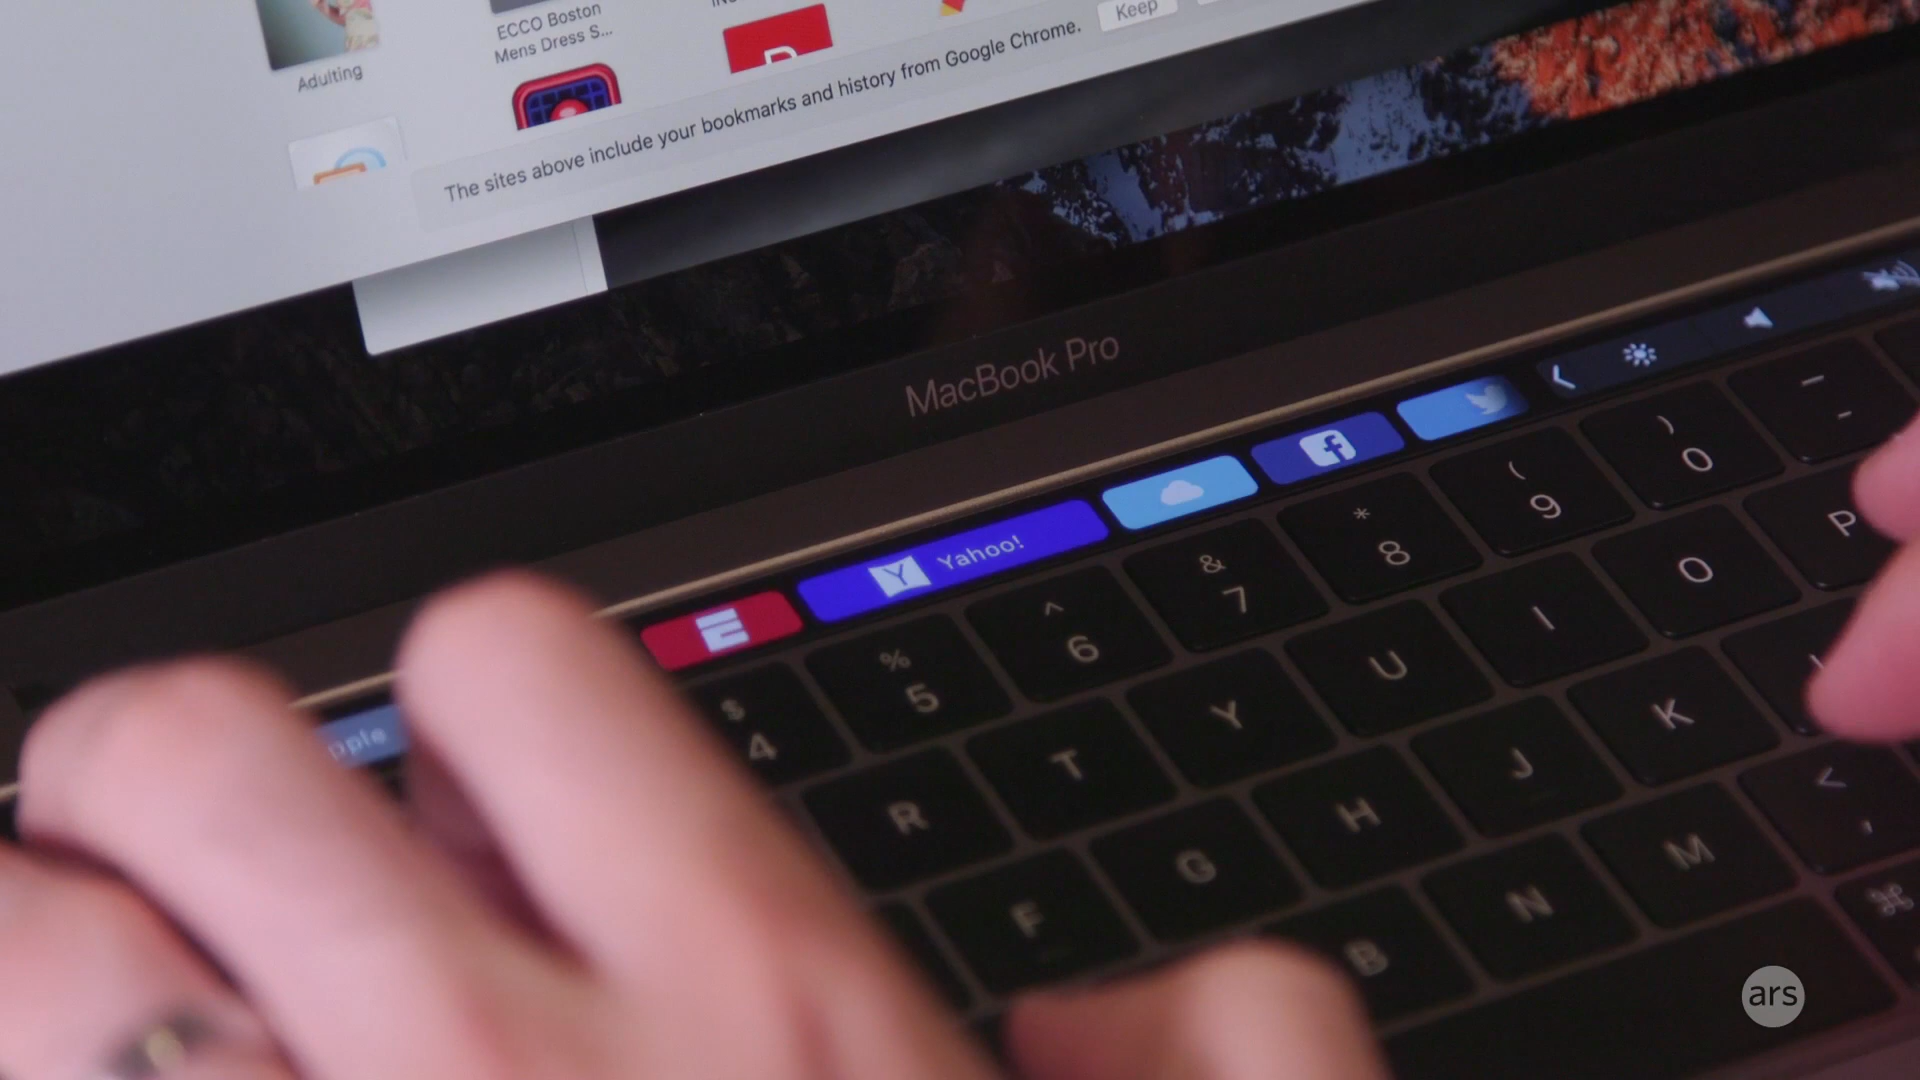 ECCO Boston
Mens Dress S...
Adulting
The sites above include your bookmarks and history from Google Chrome.
Keep
MacBook Pro
Yahoo!
$
4
%
5
^
6
&
7
*
8
(
9
)
0
R
T
Y
U
I
O
P
F
G
H
J
K
B
N
M
<
,
⌘
ars